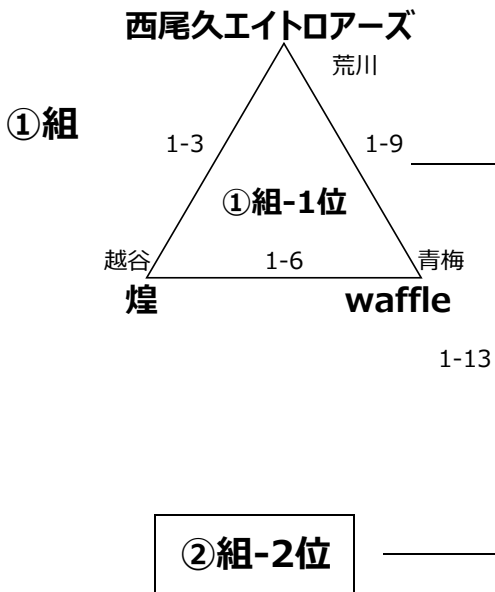 西尾久エイトロアーズ
荒川
①組
1-3
1-9
①組-1位
越谷
1-6
青梅
煌
waffle
1-13
②組-2位